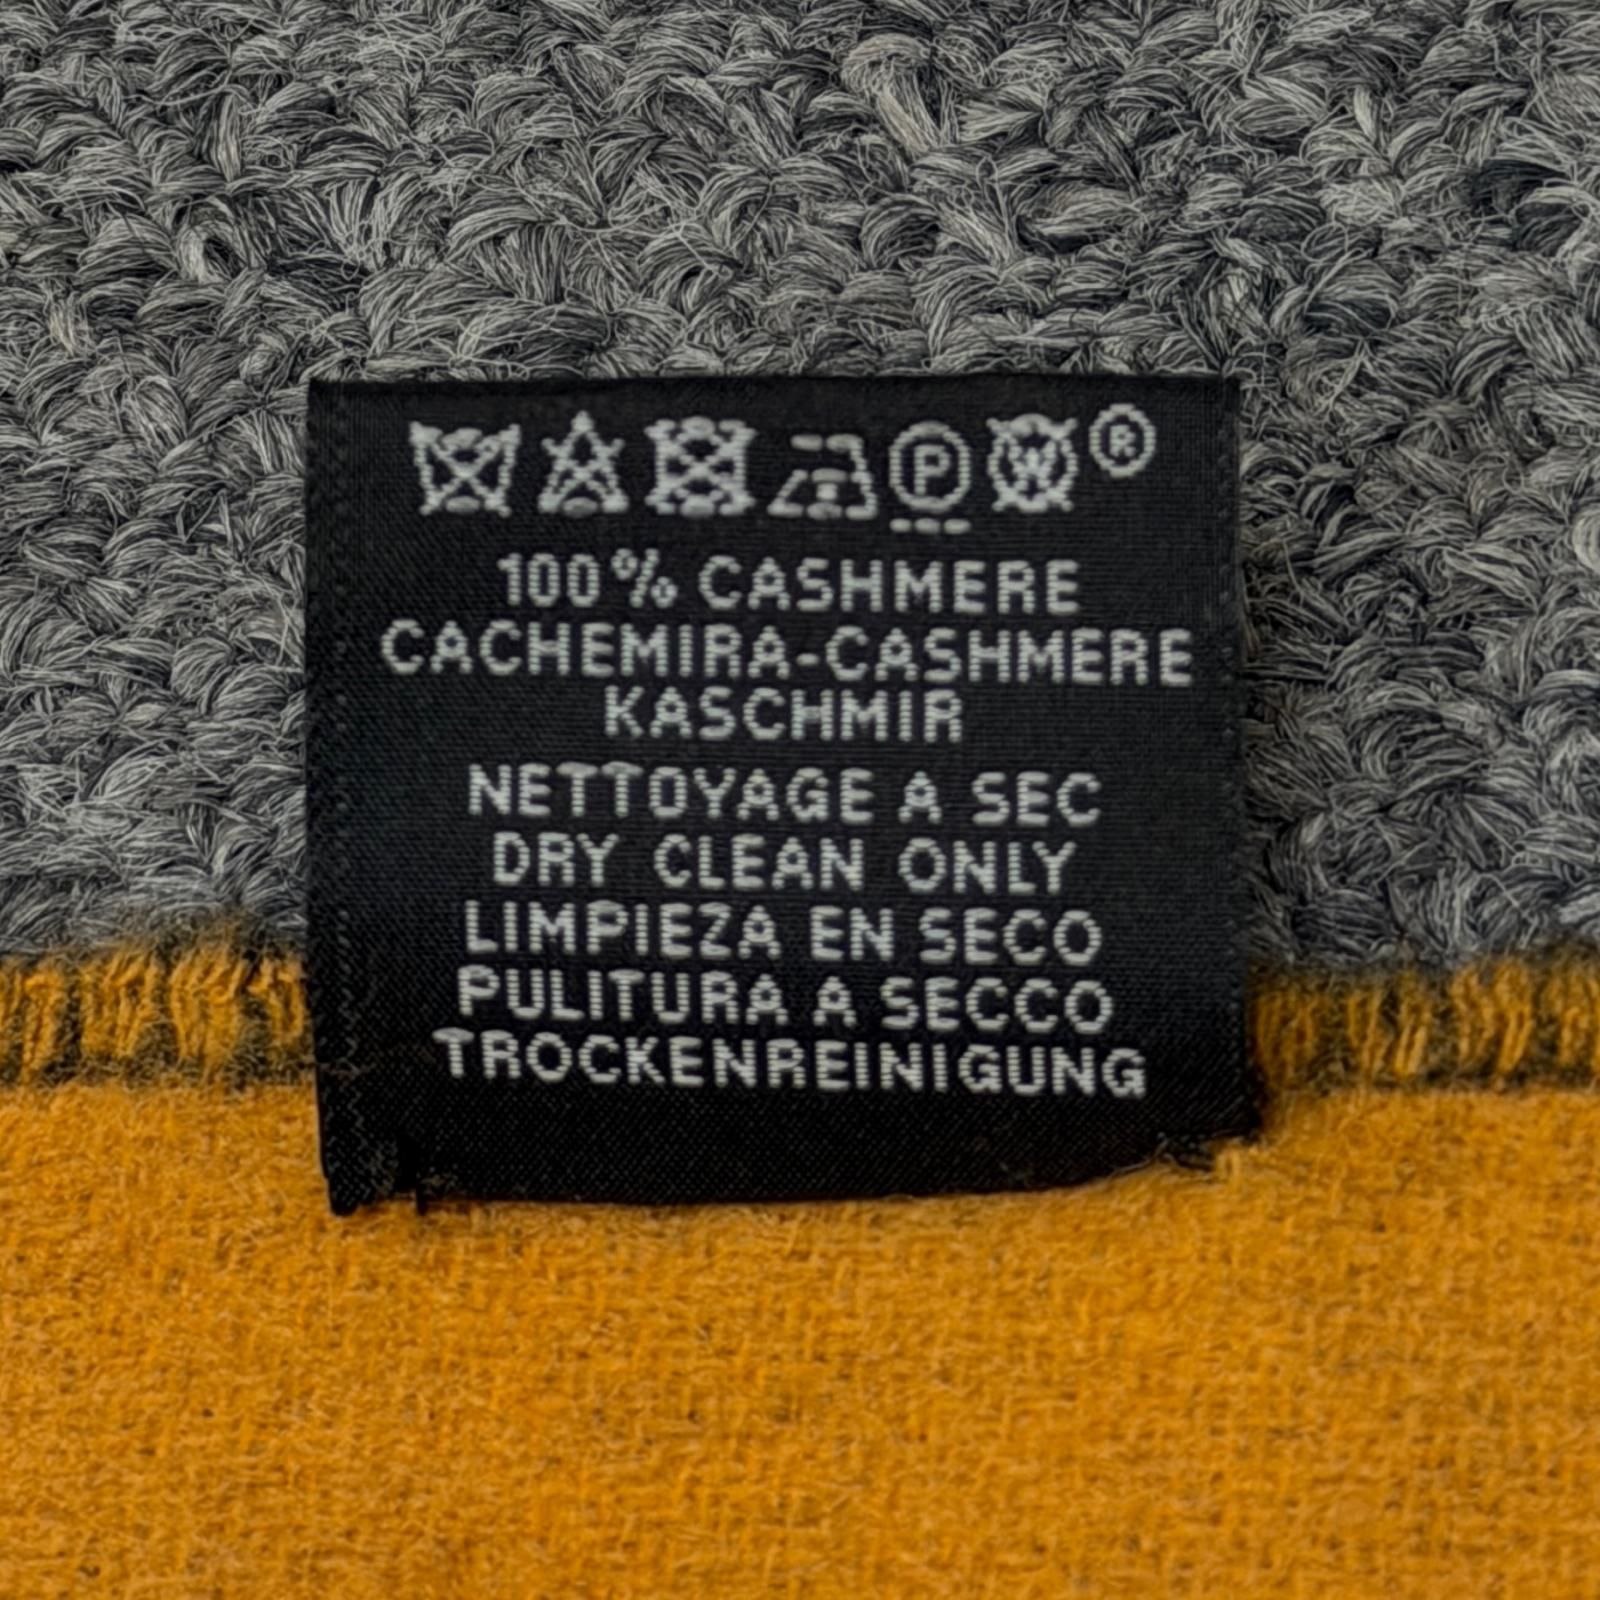 P W ®
100% CASHMERE
CACHEMIRA-CASHMERE
KASCHMIR
NETTOYAGE A SEC
DRY CLEAN ONLY
LIMPIEZA EN SECO
PULITURA A SECCO
TROCKENREINIGUNG